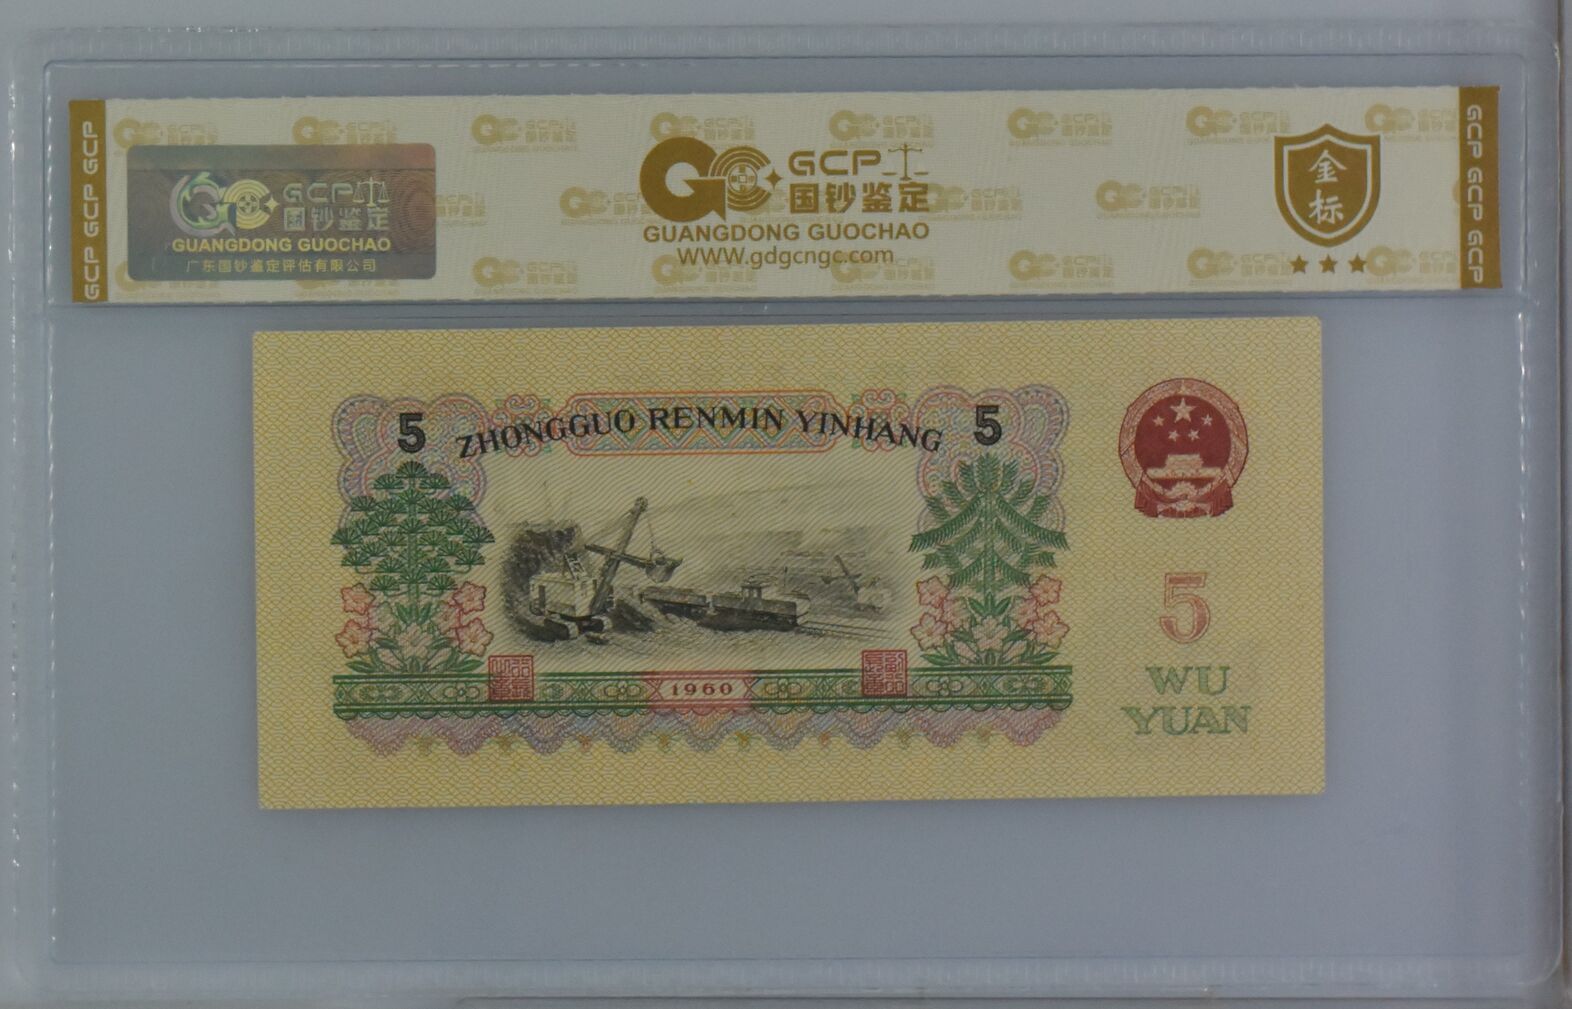 GCP GCP GCP
GCP
国钞鉴定
GUANGDONG GUOCHAO
广东国钞鉴定评估有限公司
GCP
国钞鉴定
GUANGDONG GUOCHAO
WWW.gdgcngc.com
金标
GCP GCP GCP
5
ZHONGGUO RENMIN YINHANG
5
1960
5
WU
YUAN